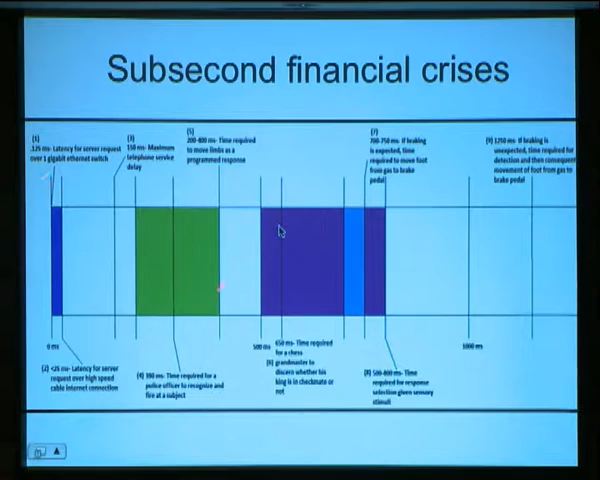 Subsecond financial crises
(1)
.125 ms- Latency for server request
over 1 gigabit ethernet switch
(3)
150 ms- Maximum
telephone service
delay
(5)
200-400 ms- Time required
to move limbs as a
programmed response
(7)
700-750 ms- If braking
is expected, time
required to move foot
from gas to brake
pedal
(9) 1250 ms- If braking is
unexpected, time required for
detection and then consequent
movement of foot from gas to
brake pedal
0 ms
500 ms
1000 ms
(2) <25 ms- Latency for server
request over high speed
cable internet connection
(4) 390 ms- Time required for a
police officer to recognize and
fire at a subject
650 ms- Time required
for a chess
(6) grandmaster to
discern whether his
king is in checkmate or
not
(8) 500-800 ms- Time
required for response
selection given sensory
stimuli